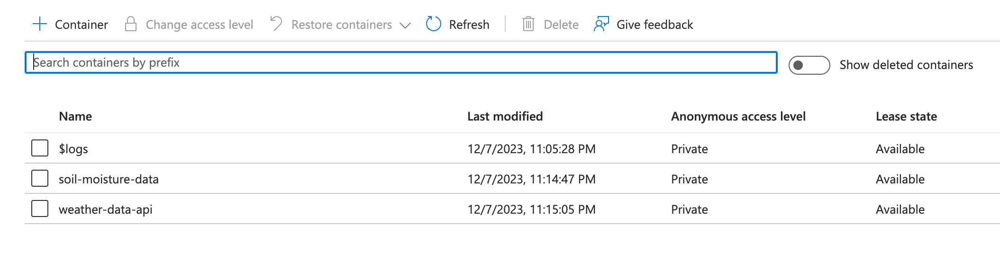 Container Change access level Restore containers Refresh Delete Give feedback
Search containers by prefix Show deleted containers
Name Last modified Anonymous access level Lease state
$logs 12/7/2023, 11:05:28 PM Private Available
soil-moisture-data 12/7/2023, 11:14:47 PM Private Available
weather-data-api 12/7/2023, 11:15:05 PM Private Available